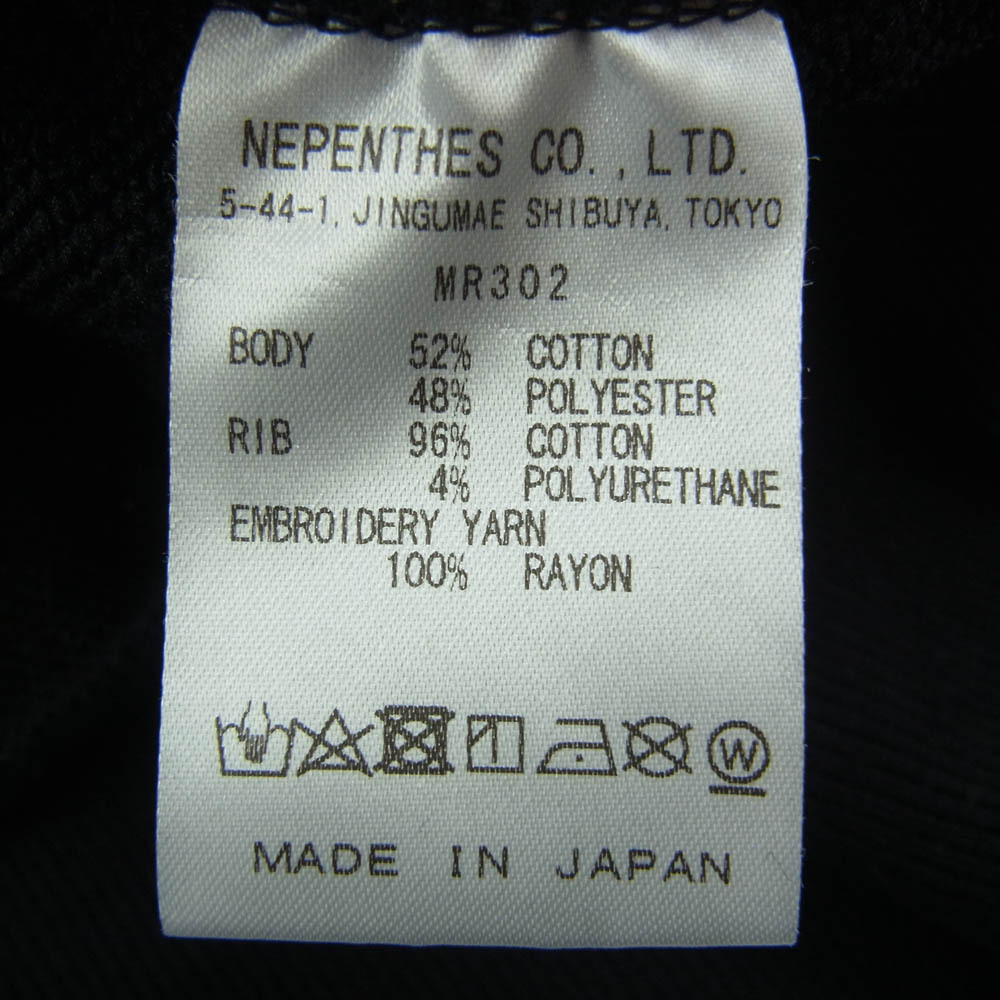 NEPENTHES CO., LTD.
5-44-1, JINGUMAE SHIBUYA, TOKYO
MR302
BODY 52% COTTON
48% POLYESTER
RIB 96% COTTON
4% POLYURETHANE
EMBROIDERY YARN
100% RAYON
W
MADE IN JAPAN